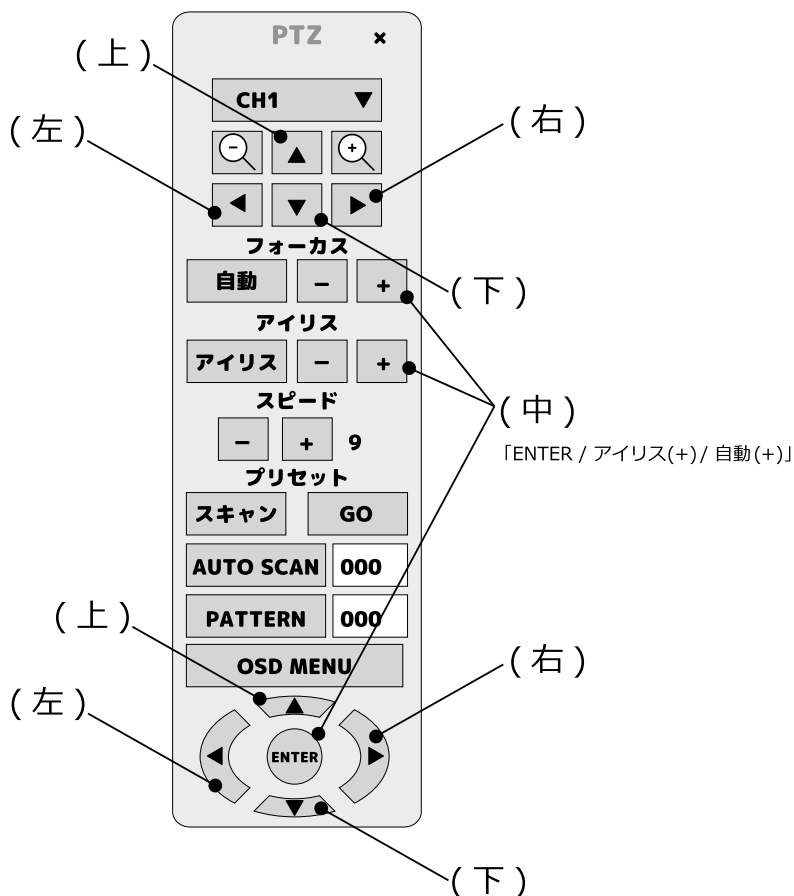 PTZ ×
( 上 )
CH1 ▼
( 左 )
( 右 )
− ▲ +
◀ ▼ ▶
フォーカス
自動 − +
( 下 )
アイリス
アイリス − +
スピード
( 中 )
− + 9
「ENTER / アイリス(+) / 自動(+)」
プリセット
スキャン GO
AUTO SCAN 000
PATTERN 000
( 上 )
OSD MENU
( 右 )
( 左 )
▲
◀ ENTER ▶
▼
( 下 )